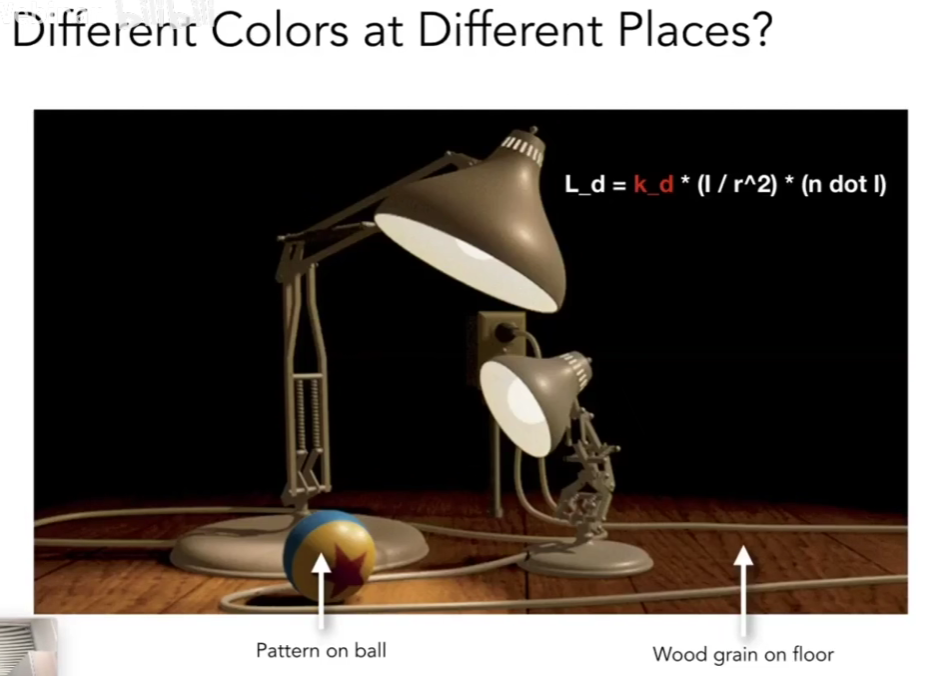 Different Colors at Different Places?
L_d = k_d * (I / r^2) * (n dot l)
Pattern on ball
Wood grain on floor